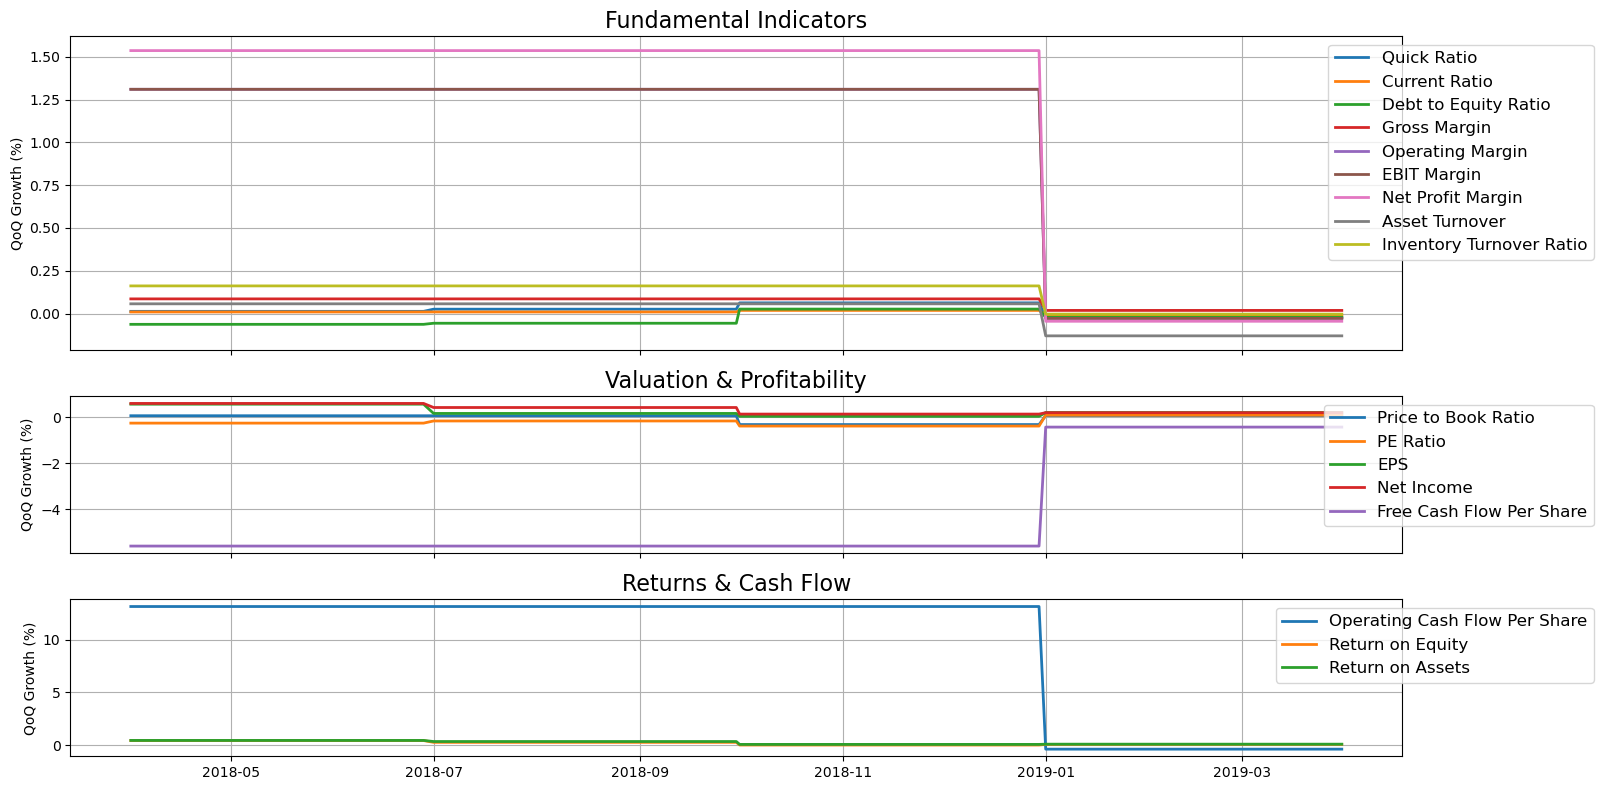 Fundamental Indicators
QoQ Growth (%)
1.50
1.25
1.00
0.75
0.50
0.25
0.00
Quick Ratio
Current Ratio
Debt to Equity Ratio
Gross Margin
Operating Margin
EBIT Margin
Net Profit Margin
Asset Turnover
Inventory Turnover Ratio
Valuation & Profitability
QoQ Growth (%)
0
−2
−4
Price to Book Ratio
PE Ratio
EPS
Net Income
Free Cash Flow Per Share
Returns & Cash Flow
QoQ Growth (%)
10
5
0
Operating Cash Flow Per Share
Return on Equity
Return on Assets
2018-05 2018-07 2018-09 2018-11 2019-01 2019-03